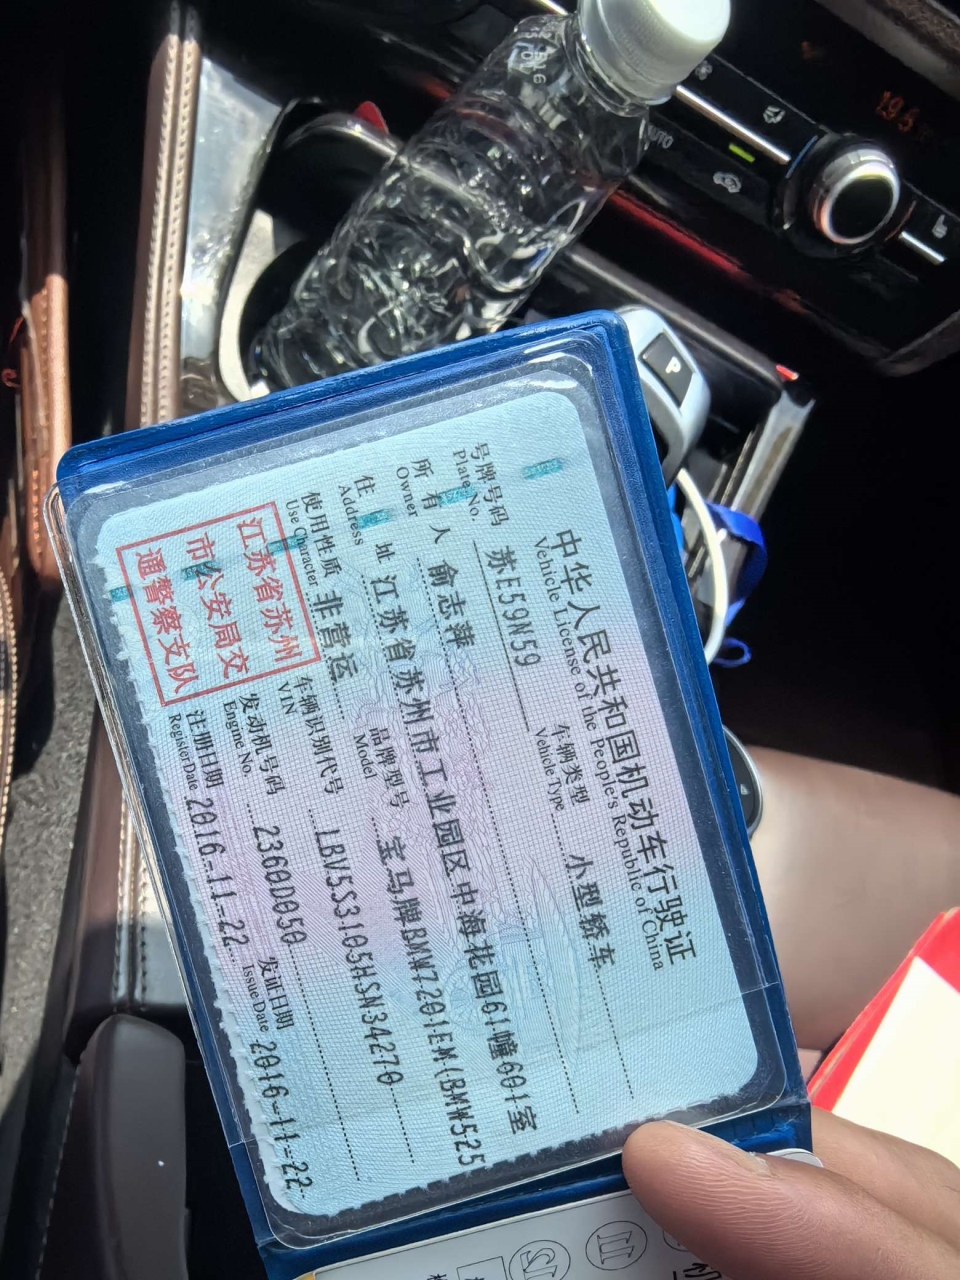 中华人民共和国机动车行驶证
Vehicle License of the People's Republic of China
号牌号码 苏E59N59 车辆类型 小型轿车
Plate No. Vehicle Type
所有人 俞志萍
Owner
住址 江苏省苏州市工业园区中海花园61幢601室
Address
使用性质 非营运 品牌型号 宝马牌BMW7201EM(BMW525
Use Character Model
江苏省苏州
市公安局交
通警察支队
车辆识别代号 LBV5S3105HSN34270
VIN
发动机号码 2360D050
Engine No.
注册日期 2016-11-22 发证日期 2016-11-22
Register Date Issue Date
AUTO
19.5
P